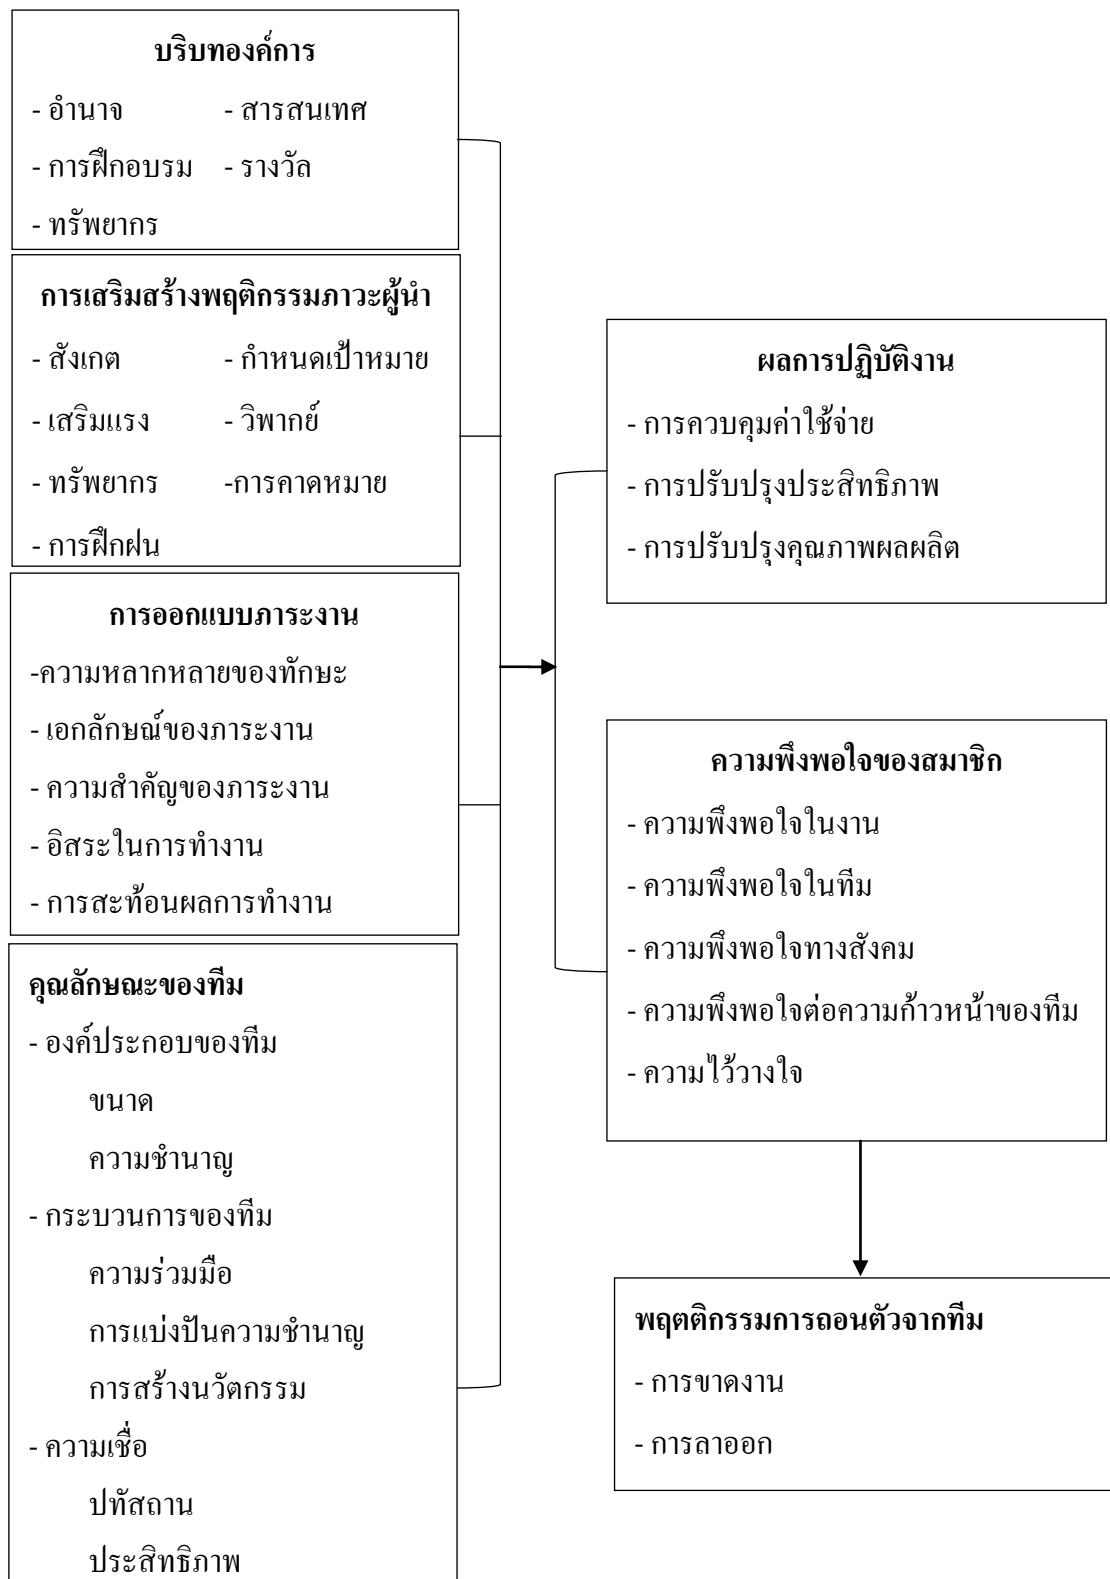 บริบทองค์การ
- อำนาจ - สารสนเทศ
- การฝึกอบรม - รางวัล
- ทรัพยากร
การเสริมสร้างพฤติกรรมภาวะผู้นำ
- สังเกต - กำหนดเป้าหมาย
- เสริมแรง - วิพากย์
- ทรัพยากร -การคาดหมาย
- การฝึกฝน
การออกแบบภาระงาน
-ความหลากหลายของทักษะ
- เอกลักษณ์ของภาระงาน
- ความสำคัญของภาระงาน
- อิสระในการทำงาน
- การสะท้อนผลการทำงาน
คุณลักษณะของทีม
- องค์ประกอบของทีม
ขนาด
ความชำนาญ
- กระบวนการของทีม
ความร่วมมือ
การแบ่งปันความชำนาญ
การสร้างนวัตกรรม
- ความเชื่อ
ปทัสถาน
ประสิทธิภาพ
ผลการปฏิบัติงาน
- การควบคุมค่าใช้จ่าย
- การปรับปรุงประสิทธิภาพ
- การปรับปรุงคุณภาพผลผลิต
ความพึงพอใจของสมาชิก
- ความพึงพอใจในงาน
- ความพึงพอใจในทีม
- ความพึงพอใจทางสังคม
- ความพึงพอใจต่อความก้าวหน้าของทีม
- ความไว้วางใจ
พฤตติกรรมการถอนตัวจากทีม
- การขาดงาน
- การลาออก